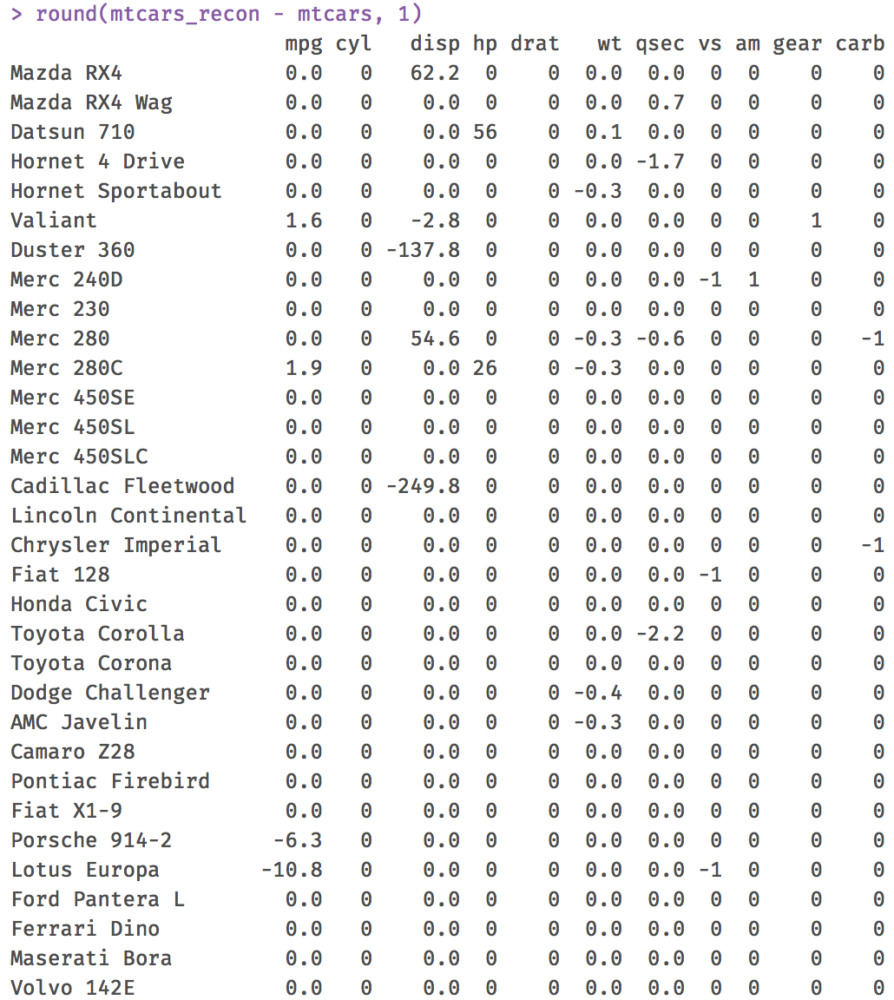 > round(mtcars_recon - mtcars, 1)
                      mpg cyl   disp hp drat   wt qsec vs am gear carb
Mazda RX4             0.0   0   62.2  0    0  0.0  0.0  0  0    0    0
Mazda RX4 Wag         0.0   0    0.0  0    0  0.0  0.7  0  0    0    0
Datsun 710            0.0   0    0.0 56    0  0.1  0.0  0  0    0    0
Hornet 4 Drive        0.0   0    0.0  0    0  0.0 -1.7  0  0    0    0
Hornet Sportabout     0.0   0    0.0  0    0 -0.3  0.0  0  0    0    0
Valiant               1.6   0   -2.8  0    0  0.0  0.0  0  0    1    0
Duster 360            0.0   0 -137.8  0    0  0.0  0.0  0  0    0    0
Merc 240D             0.0   0    0.0  0    0  0.0  0.0 -1  1    0    0
Merc 230              0.0   0    0.0  0    0  0.0  0.0  0  0    0    0
Merc 280              0.0   0   54.6  0    0 -0.3 -0.6  0  0    0   -1
Merc 280C             1.9   0    0.0 26    0 -0.3  0.0  0  0    0    0
Merc 450SE            0.0   0    0.0  0    0  0.0  0.0  0  0    0    0
Merc 450SL            0.0   0    0.0  0    0  0.0  0.0  0  0    0    0
Merc 450SLC           0.0   0    0.0  0    0  0.0  0.0  0  0    0    0
Cadillac Fleetwood    0.0   0 -249.8  0    0  0.0  0.0  0  0    0    0
Lincoln Continental   0.0   0    0.0  0    0  0.0  0.0  0  0    0    0
Chrysler Imperial     0.0   0    0.0  0    0  0.0  0.0  0  0    0   -1
Fiat 128              0.0   0    0.0  0    0  0.0  0.0 -1  0    0    0
Honda Civic           0.0   0    0.0  0    0  0.0  0.0  0  0    0    0
Toyota Corolla        0.0   0    0.0  0    0  0.0 -2.2  0  0    0    0
Toyota Corona         0.0   0    0.0  0    0  0.0  0.0  0  0    0    0
Dodge Challenger      0.0   0    0.0  0    0 -0.4  0.0  0  0    0    0
AMC Javelin           0.0   0    0.0  0    0 -0.3  0.0  0  0    0    0
Camaro Z28            0.0   0    0.0  0    0  0.0  0.0  0  0    0    0
Pontiac Firebird      0.0   0    0.0  0    0  0.0  0.0  0  0    0    0
Fiat X1-9             0.0   0    0.0  0    0  0.0  0.0  0  0    0    0
Porsche 914-2        -6.3   0    0.0  0    0  0.0  0.0  0  0    0    0
Lotus Europa        -10.8   0    0.0  0    0  0.0  0.0 -1  0    0    0
Ford Pantera L        0.0   0    0.0  0    0  0.0  0.0  0  0    0    0
Ferrari Dino          0.0   0    0.0  0    0  0.0  0.0  0  0    0    0
Maserati Bora         0.0   0    0.0  0    0  0.0  0.0  0  0    0    0
Volvo 142E            0.0   0    0.0  0    0  0.0  0.0  0  0    0    0